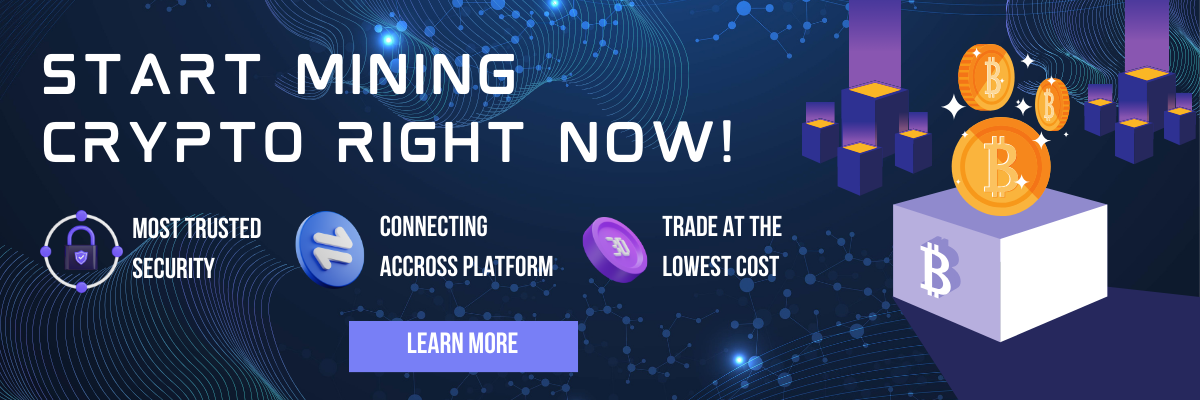 START MINING
CRYPTO RIGHT NOW!
MOST TRUSTED
SECURITY
CONNECTING
ACCROSS PLATFORM
TRADE AT THE
LOWEST COST
LEARN MORE